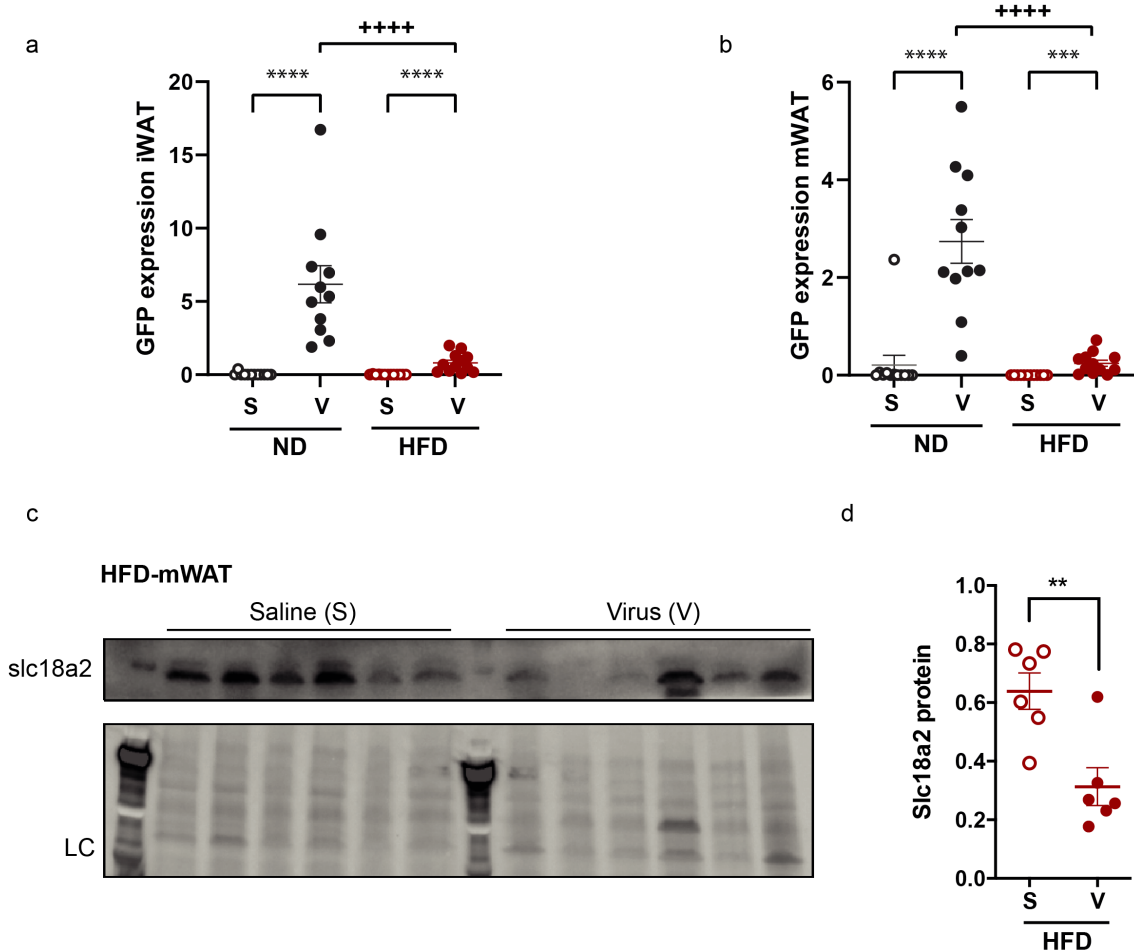 a
++++
****
****
GFP expression iWAT
20
15
10
5
0
S
V
S
V
ND
HFD
b
++++
****
***
GFP expression mWAT
6
4
2
0
S
V
S
V
ND
HFD
c
HFD-mWAT
Saline (S)
Virus (V)
slc18a2
LC
d
**
Slc18a2 protein
1.0
0.8
0.6
0.4
0.2
0.0
S
V
HFD